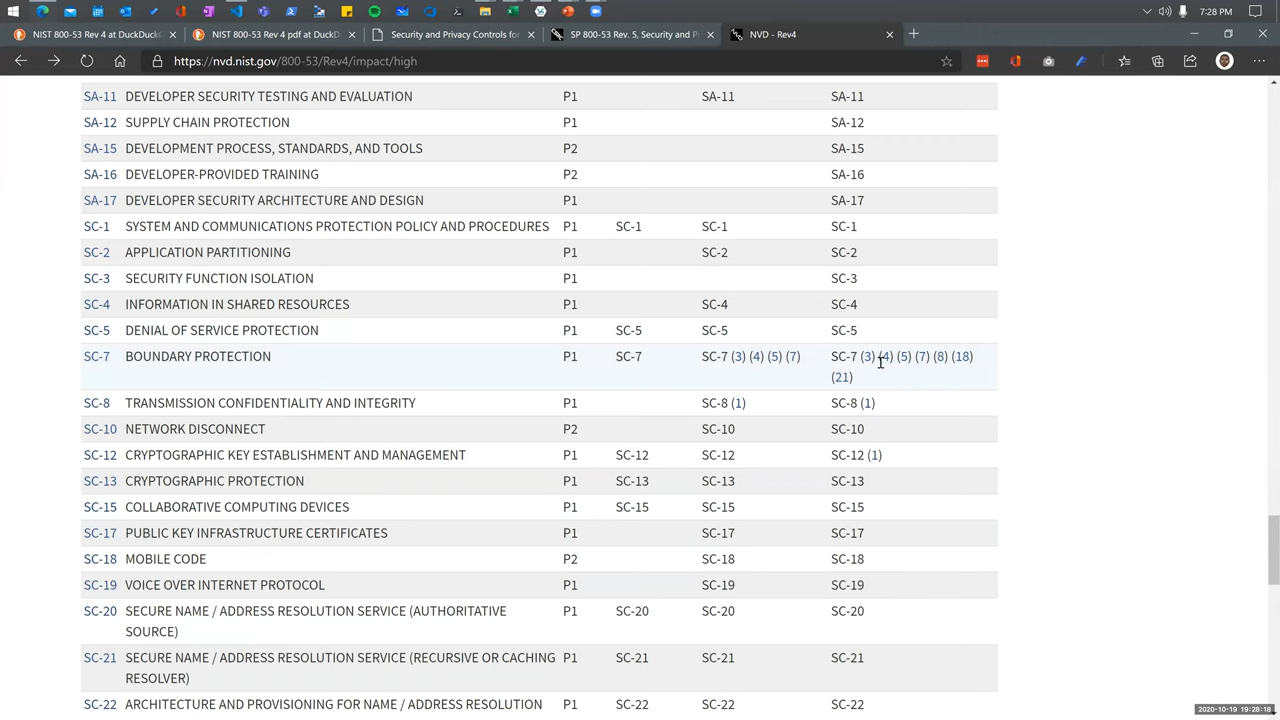 7:28 PM
NIST 800-53 Rev 4 at DuckDuc
NIST 800-53 Rev 4 pdf at DuckD
Security and Privacy Controls for
SP 800-53 Rev. 5, Security and P
NVD - Rev4
https://nvd.nist.gov/800-53/Rev4/impact/high
SA-11 DEVELOPER SECURITY TESTING AND EVALUATION P1 SA-11 SA-11
SA-12 SUPPLY CHAIN PROTECTION P1 SA-12
SA-15 DEVELOPMENT PROCESS, STANDARDS, AND TOOLS P2 SA-15
SA-16 DEVELOPER-PROVIDED TRAINING P2 SA-16
SA-17 DEVELOPER SECURITY ARCHITECTURE AND DESIGN P1 SA-17
SC-1 SYSTEM AND COMMUNICATIONS PROTECTION POLICY AND PROCEDURES P1 SC-1 SC-1 SC-1
SC-2 APPLICATION PARTITIONING P1 SC-2 SC-2
SC-3 SECURITY FUNCTION ISOLATION P1 SC-3
SC-4 INFORMATION IN SHARED RESOURCES P1 SC-4 SC-4
SC-5 DENIAL OF SERVICE PROTECTION P1 SC-5 SC-5 SC-5
SC-7 BOUNDARY PROTECTION P1 SC-7 SC-7 (3) (4) (5) (7) SC-7 (3) (4) (5) (7) (8) (18)
(21)
SC-8 TRANSMISSION CONFIDENTIALITY AND INTEGRITY P1 SC-8 (1) SC-8 (1)
SC-10 NETWORK DISCONNECT P2 SC-10 SC-10
SC-12 CRYPTOGRAPHIC KEY ESTABLISHMENT AND MANAGEMENT P1 SC-12 SC-12 SC-12 (1)
SC-13 CRYPTOGRAPHIC PROTECTION P1 SC-13 SC-13 SC-13
SC-15 COLLABORATIVE COMPUTING DEVICES P1 SC-15 SC-15 SC-15
SC-17 PUBLIC KEY INFRASTRUCTURE CERTIFICATES P1 SC-17 SC-17
SC-18 MOBILE CODE P2 SC-18 SC-18
SC-19 VOICE OVER INTERNET PROTOCOL P1 SC-19 SC-19
SC-20 SECURE NAME / ADDRESS RESOLUTION SERVICE (AUTHORITATIVE P1 SC-20 SC-20 SC-20
SOURCE)
SC-21 SECURE NAME / ADDRESS RESOLUTION SERVICE (RECURSIVE OR CACHING P1 SC-21 SC-21 SC-21
RESOLVER)
SC-22 ARCHITECTURE AND PROVISIONING FOR NAME / ADDRESS RESOLUTION P1 SC-22 SC-22 SC-22
2020-10-19 19:28:18